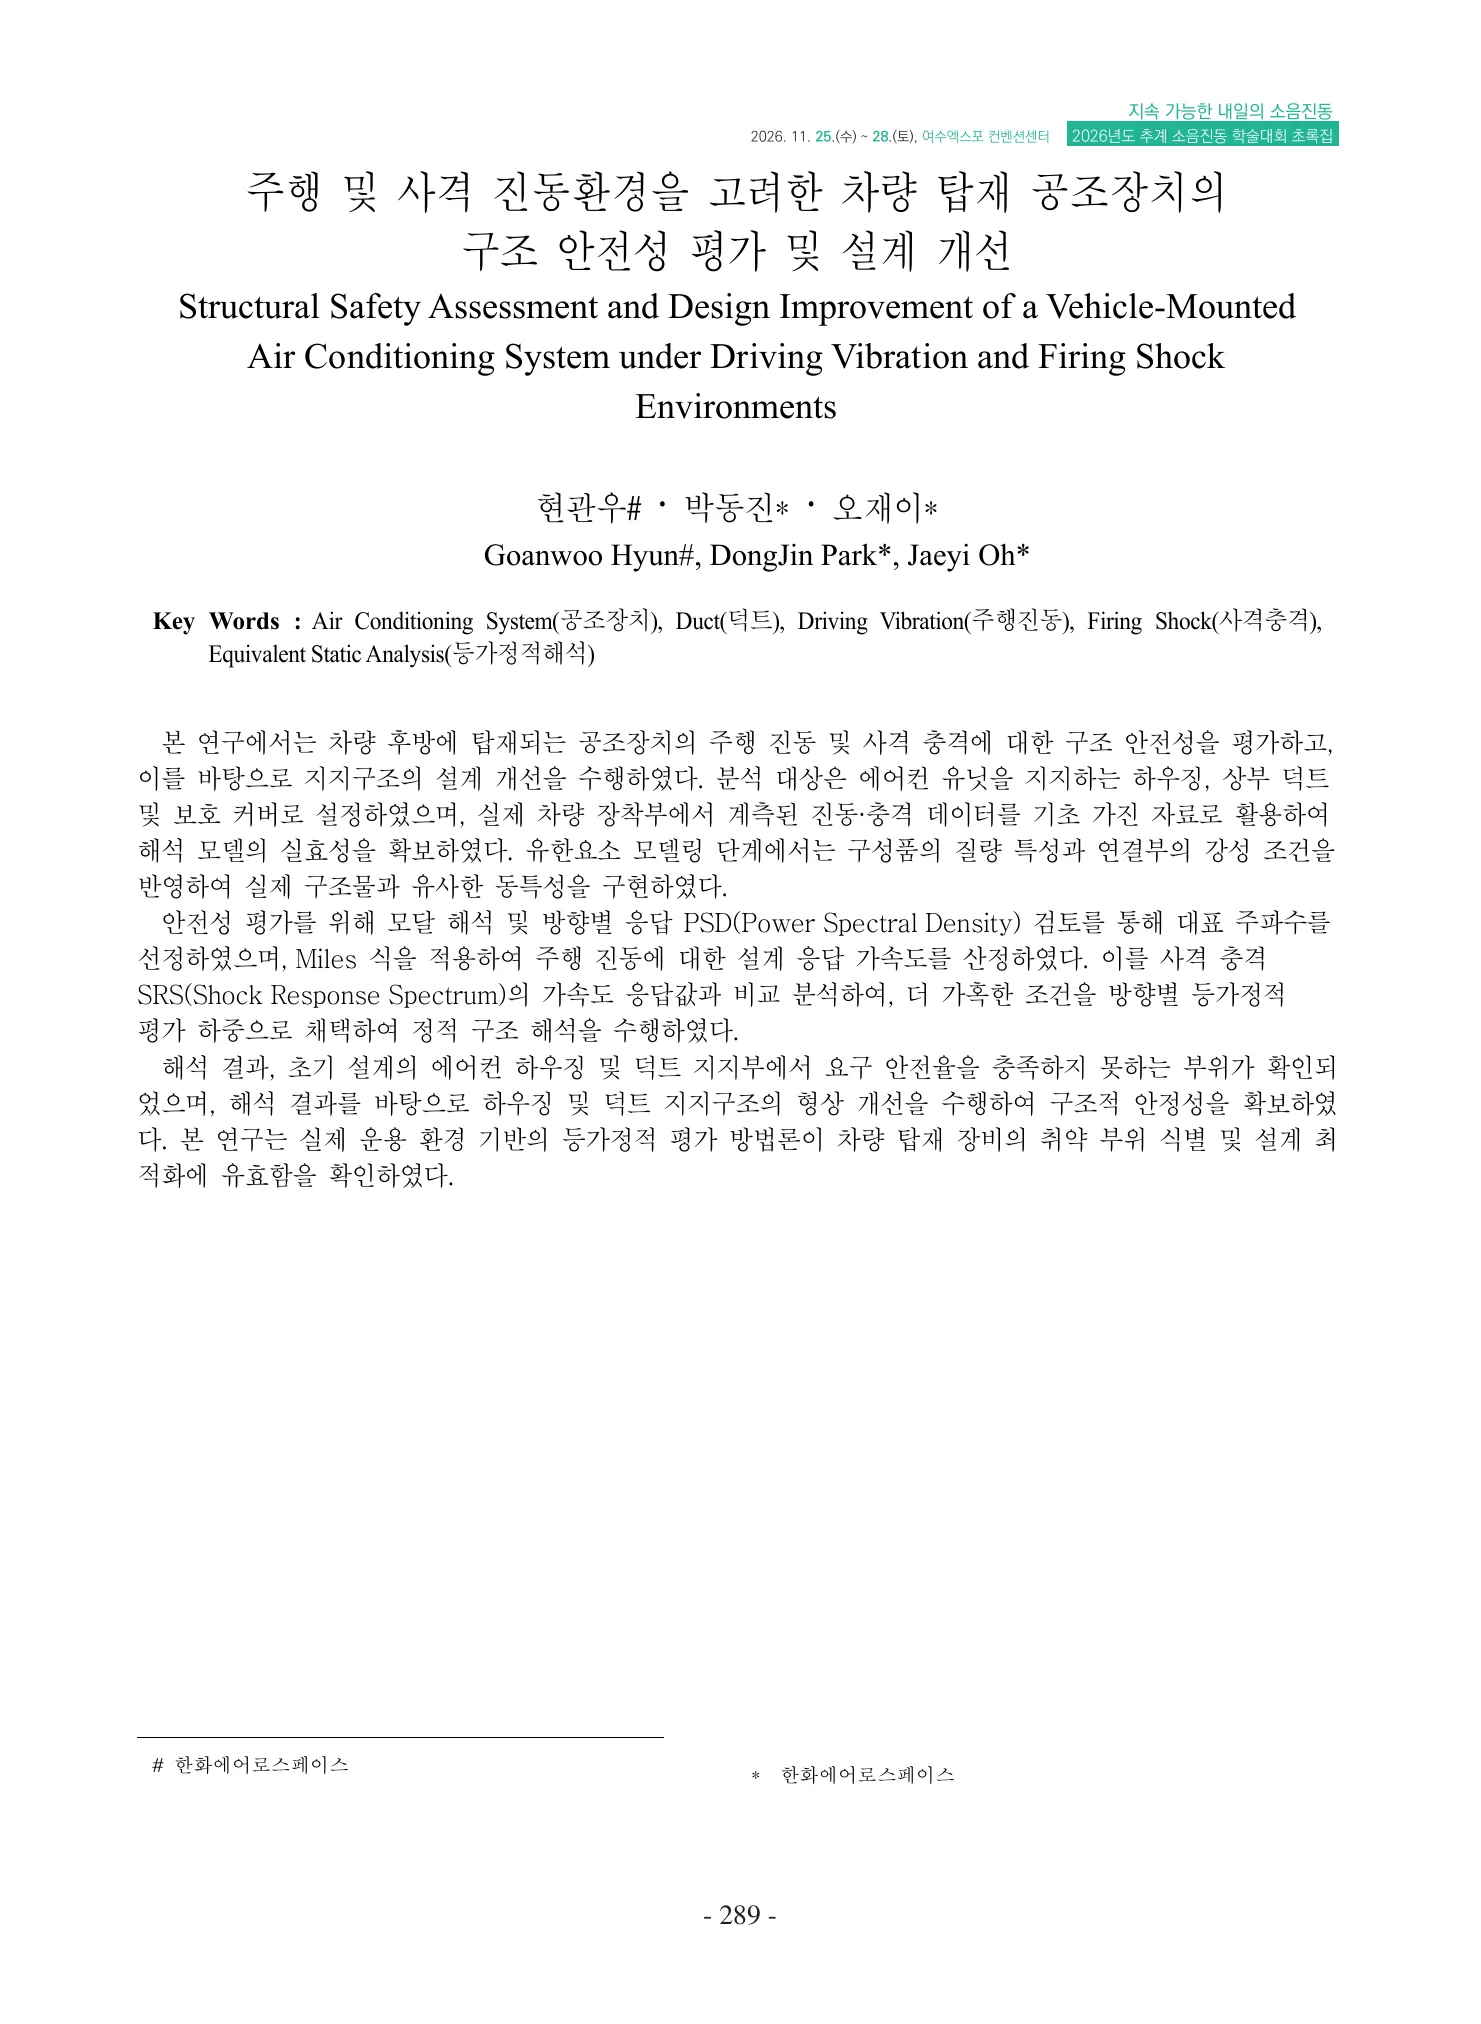 지속 가능한 내일의 소음진동
2026. 11. 25.(수) ~ 28.(토), 여수엑스포 컨벤션센터 2026년도 추계 소음진동 학술대회 초록집
주행 및 사격 진동환경을 고려한 차량 탑재 공조장치의
구조 안전성 평가 및 설계 개선
Structural Safety Assessment and Design Improvement of a Vehicle-Mounted
Air Conditioning System under Driving Vibration and Firing Shock
Environments
현관우# · 박동진* · 오재이*
Goanwoo Hyun#, DongJin Park*, Jaeyi Oh*
Key Words : Air Conditioning System(공조장치), Duct(덕트), Driving Vibration(주행진동), Firing Shock(사격충격),
Equivalent Static Analysis(등가정적해석)
본 연구에서는 차량 후방에 탑재되는 공조장치의 주행 진동 및 사격 충격에 대한 구조 안전성을 평가하고,
이를 바탕으로 지지구조의 설계 개선을 수행하였다. 분석 대상은 에어컨 유닛을 지지하는 하우징, 상부 덕트
및 보호 커버로 설정하였으며, 실제 차량 장착부에서 계측된 진동·충격 데이터를 기초 가진 자료로 활용하여
해석 모델의 실효성을 확보하였다. 유한요소 모델링 단계에서는 구성품의 질량 특성과 연결부의 강성 조건을
반영하여 실제 구조물과 유사한 동특성을 구현하였다.
안전성 평가를 위해 모달 해석 및 방향별 응답 PSD(Power Spectral Density) 검토를 통해 대표 주파수를
선정하였으며, Miles 식을 적용하여 주행 진동에 대한 설계 응답 가속도를 산정하였다. 이를 사격 충격
SRS(Shock Response Spectrum)의 가속도 응답값과 비교 분석하여, 더 가혹한 조건을 방향별 등가정적
평가 하중으로 채택하여 정적 구조 해석을 수행하였다.
해석 결과, 초기 설계의 에어컨 하우징 및 덕트 지지부에서 요구 안전율을 충족하지 못하는 부위가 확인되
었으며, 해석 결과를 바탕으로 하우징 및 덕트 지지구조의 형상 개선을 수행하여 구조적 안정성을 확보하였
다. 본 연구는 실제 운용 환경 기반의 등가정적 평가 방법론이 차량 탑재 장비의 취약 부위 식별 및 설계 최
적화에 유효함을 확인하였다.
# 한화에어로스페이스
* 한화에어로스페이스
- 289 -